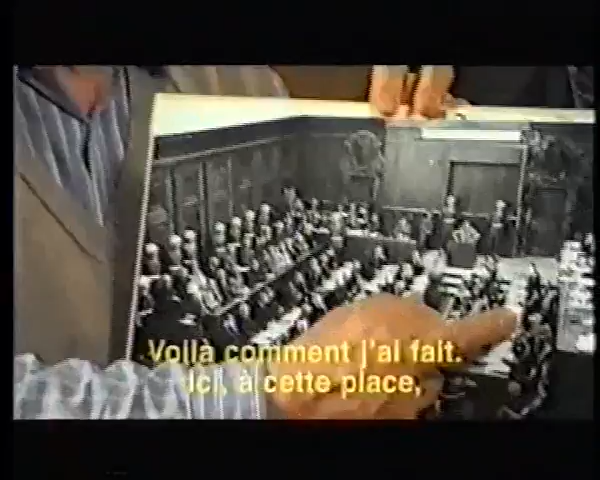 Voilà comment j'ai fait.
Ici, à cette place,